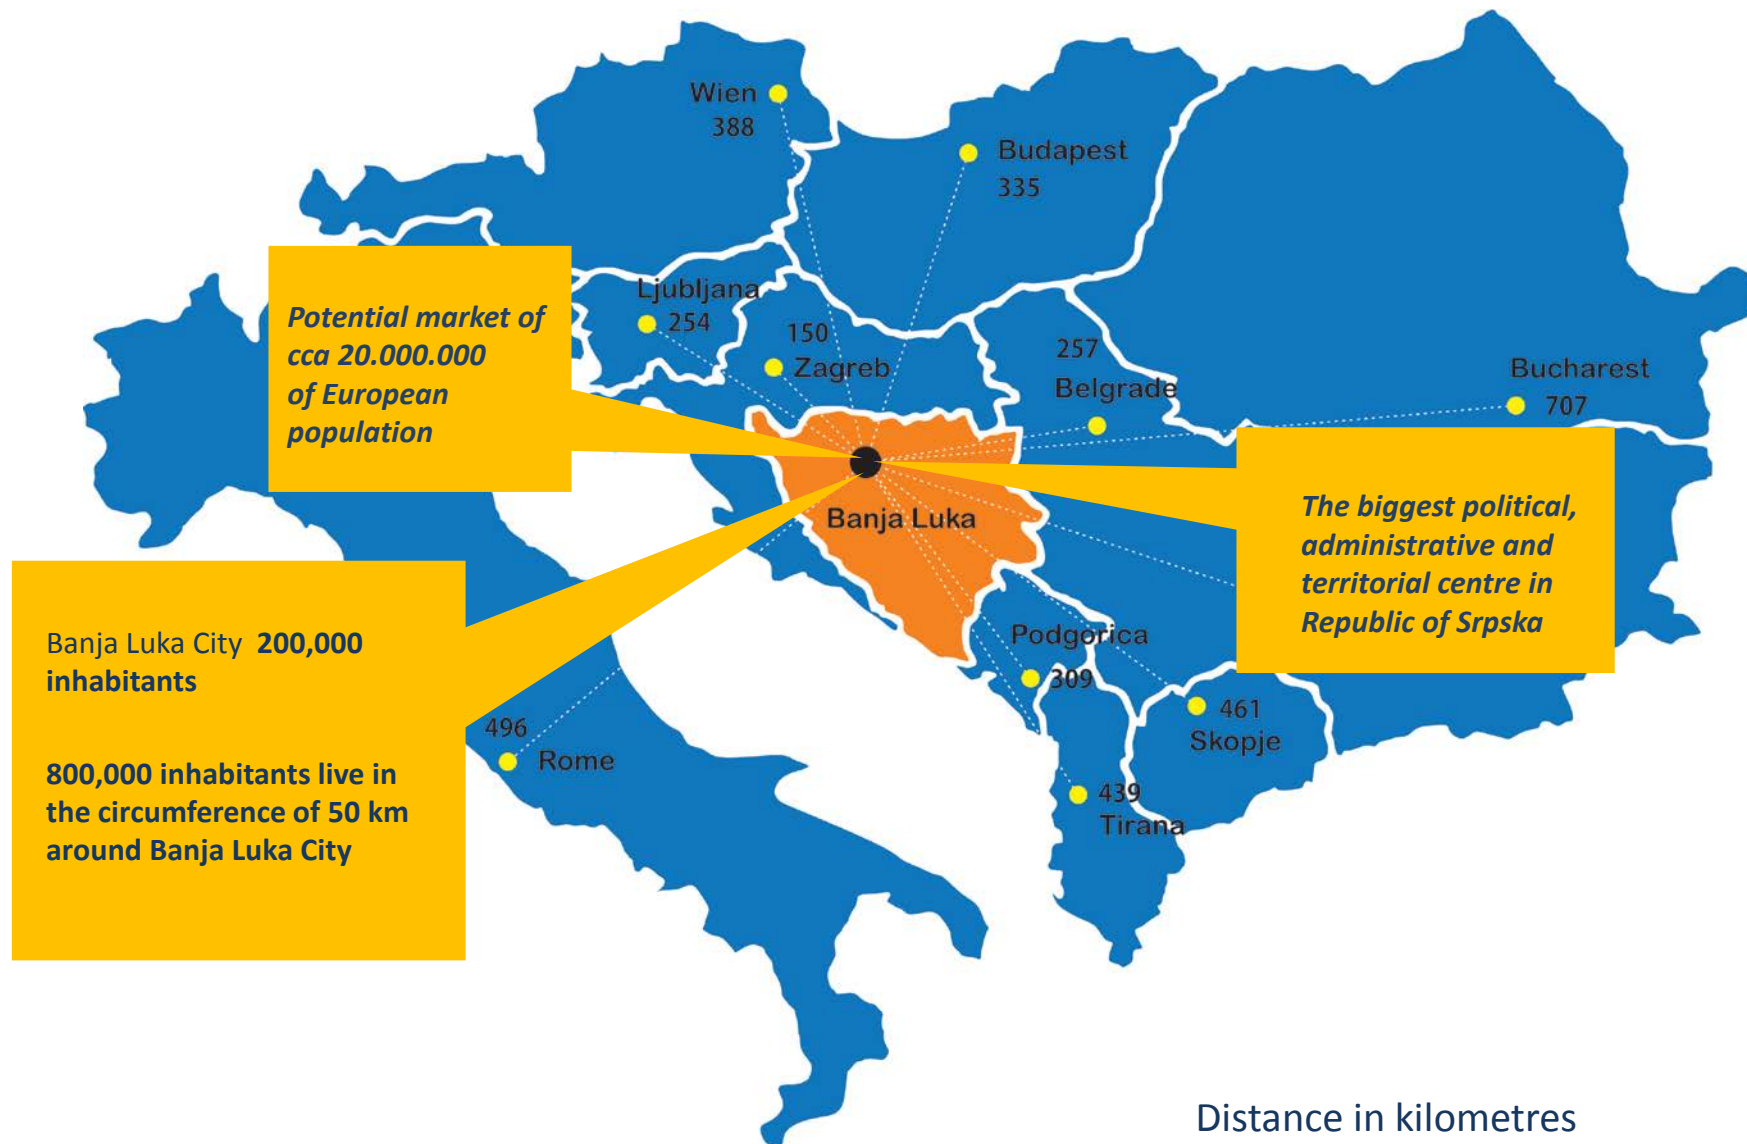 Wien
388
Budapest
335
Ljubljana
254
150
Zagreb
257
Belgrade
Bucharest
707
Potential market of
cca 20.000.000
of European
population
Banja Luka
The biggest political,
administrative and
territorial centre in
Republic of Srpska
Banja Luka City 200,000
inhabitants
800,000 inhabitants live in
the circumference of 50 km
around Banja Luka City
Podgorica
309
461
Skopje
496
Rome
439
Tirana
Distance in kilometres